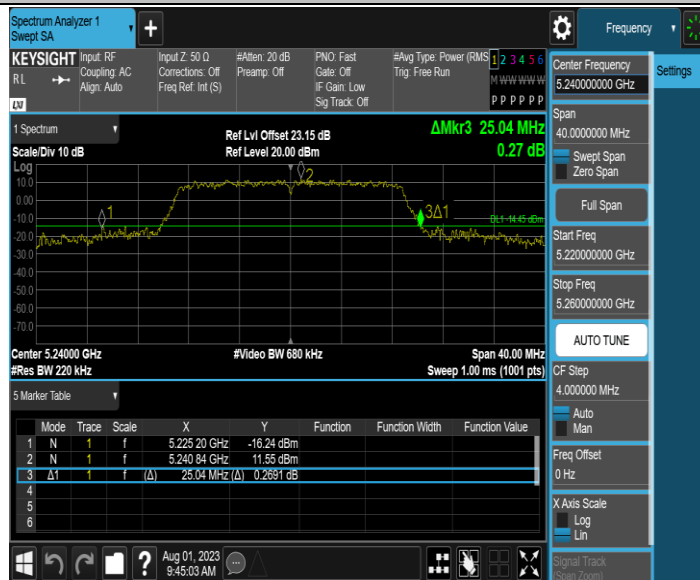 Spectrum Analyzer 1
Swept SA
Frequency
KEYSIGHT
RL
LXI
Input: RF
Coupling: AC
Align: Auto
Input Z: 50 Ω
Corrections: Off
Freq Ref: Int (S)
#Atten: 20 dB
Preamp: Off
PNO: Fast
Gate: Off
IF Gain: Low
Sig Track: Off
#Avg Type: Power (RMS
Trig: Free Run
1 2 3 4 5 6
M W W W W W
P P P P P P
Settings
1 Spectrum
Scale/Div 10 dB
Ref Lvl Offset 23.15 dB
Ref Level 20.00 dBm
ΔMkr3 25.04 MHz
0.27 dB
Log
10.0
0.00
-10.0
-20.0
-30.0
-40.0
-50.0
-60.0
-70.0
1
2
3Δ1
DL1 -14.45 dBm
Center 5.24000 GHz
#Res BW 220 kHz
#Video BW 680 kHz
Span 40.00 MHz
Sweep 1.00 ms (1001 pts)
5 Marker Table
Mode Trace Scale X Y Function Function Width Function Value
1 N 1 f 5.225 20 GHz -16.24 dBm
2 N 1 f 5.240 84 GHz 11.55 dBm
3 Δ1 1 f (Δ) 25.04 MHz (Δ) 0.2691 dB
4
5
6
Center Frequency
5.240000000 GHz
Span
40.0000000 MHz
Swept Span
Zero Span
Full Span
Start Freq
5.220000000 GHz
Stop Freq
5.260000000 GHz
AUTO TUNE
CF Step
4.000000 MHz
Auto
Man
Freq Offset
0 Hz
X Axis Scale
Log
Lin
Signal Track
(Span Zoom)
?
Aug 01, 2023
9:45:03 AM